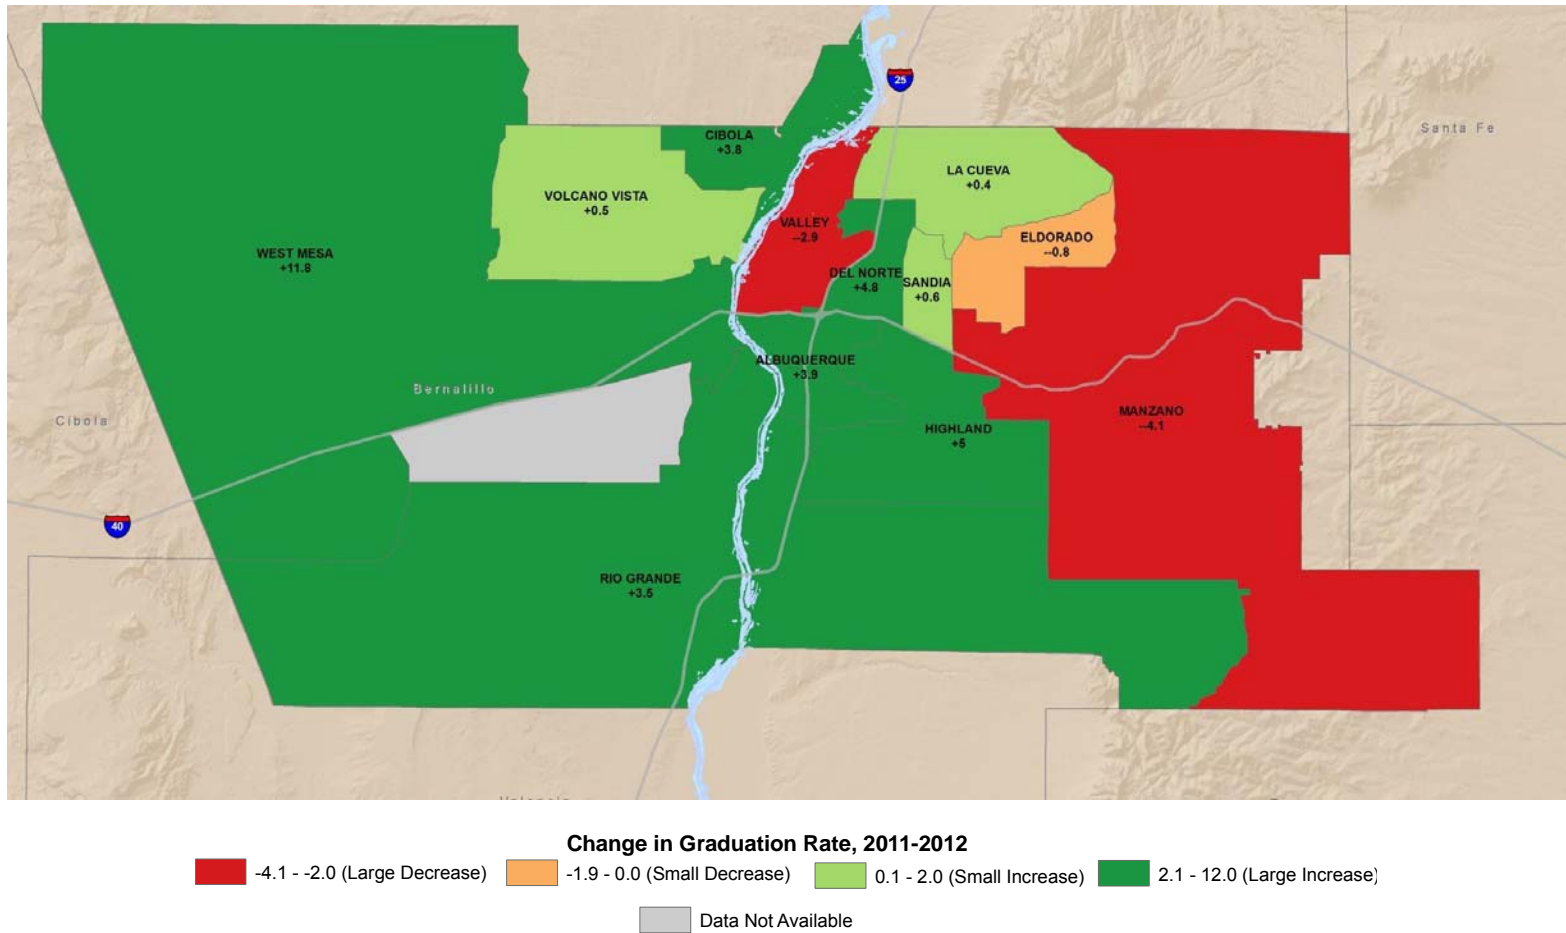 25
Santa Fe
CIBOLA
+3.8
LA CUEVA
+0.4
VOLCANO VISTA
+0.5
VALLEY
--2.9
ELDORADO
--0.8
WEST MESA
+11.8
DEL NORTE
+4.8
SANDIA
+0.6
ALBUQUERQUE
+3.9
Bernalillo
Cibola
MANZANO
--4.1
HIGHLAND
+5
40
RIO GRANDE
+3.5
Change in Graduation Rate, 2011-2012
-4.1 - -2.0 (Large Decrease)
-1.9 - 0.0 (Small Decrease)
0.1 - 2.0 (Small Increase)
2.1 - 12.0 (Large Increase)
Data Not Available